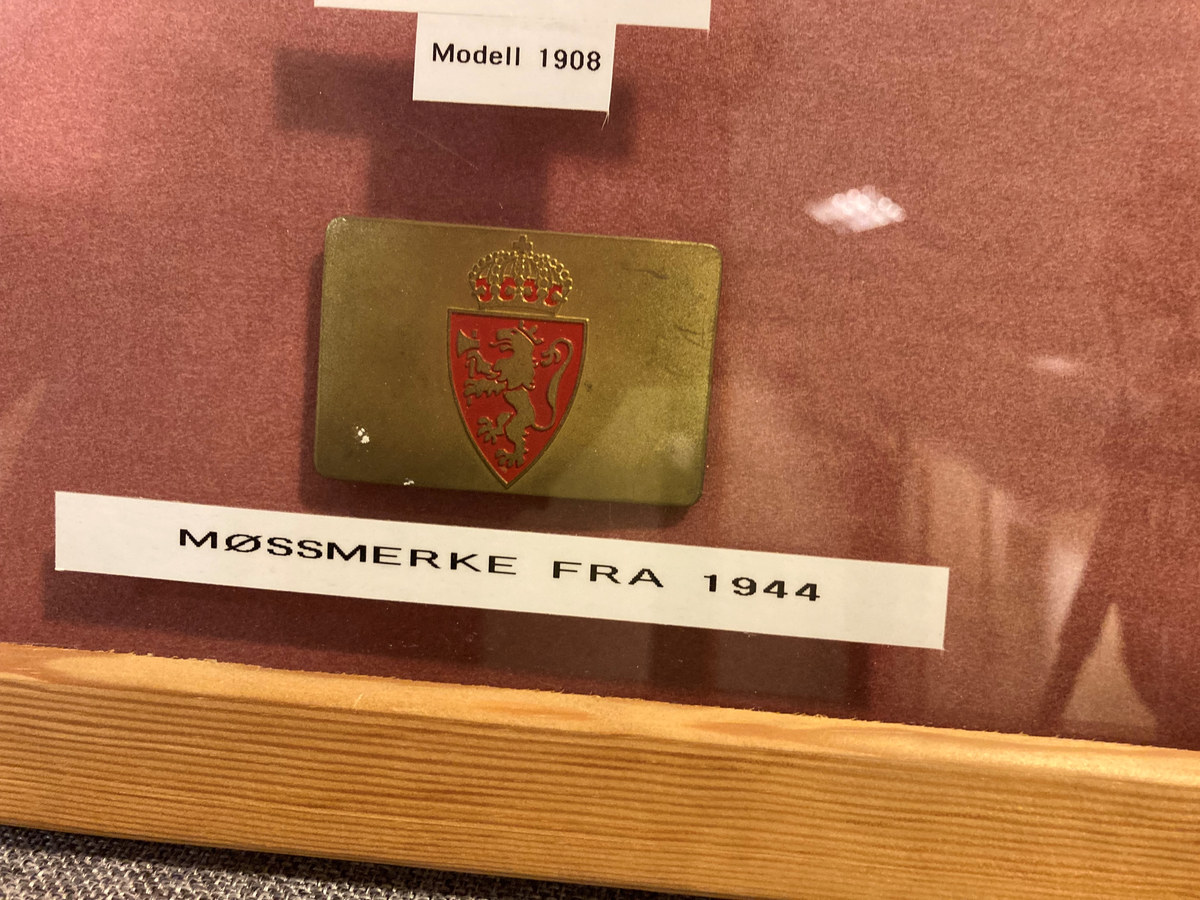 Modell 1908
MØSSMERKE FRA 1944